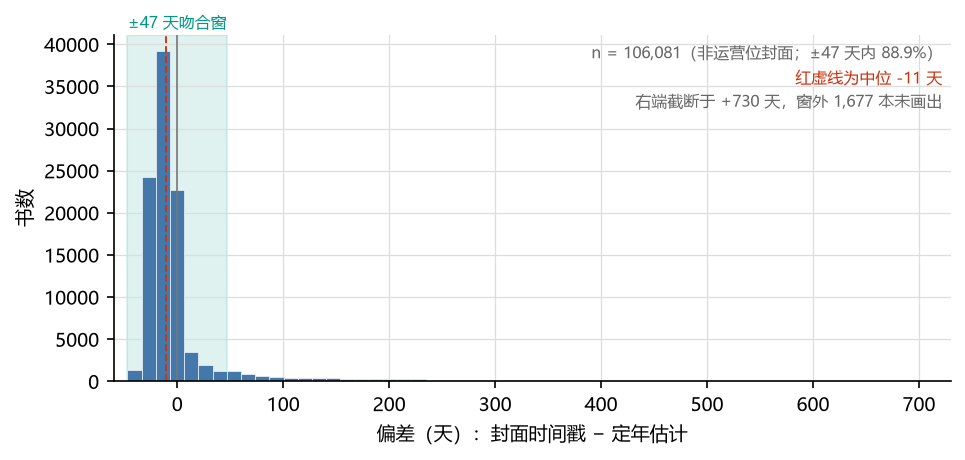 ±47 天吻合窗
n = 106,081（非运营位封面；±47 天内 88.9%）
红虚线为中位 -11 天
右端截断于 +730 天，窗外 1,677 本未画出
书数
40000
35000
30000
25000
20000
15000
10000
5000
0
0 100 200 300 400 500 600 700
偏差（天）：封面时间戳 − 定年估计